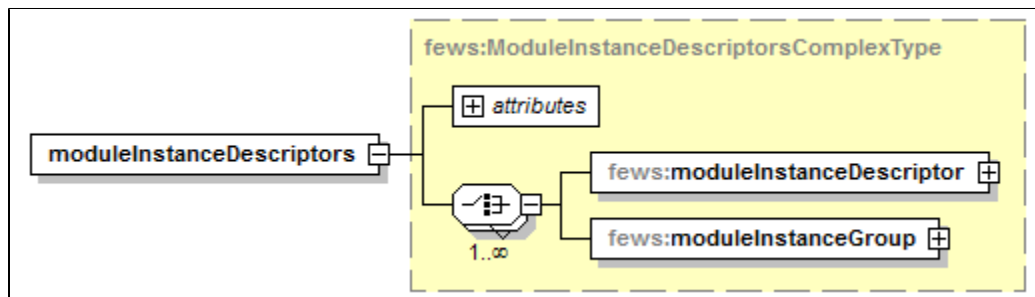 fews:ModuleInstanceDescriptorsComplexType
attributes
moduleInstanceDescriptors
fews:moduleInstanceDescriptor
fews:moduleInstanceGroup
1..∞